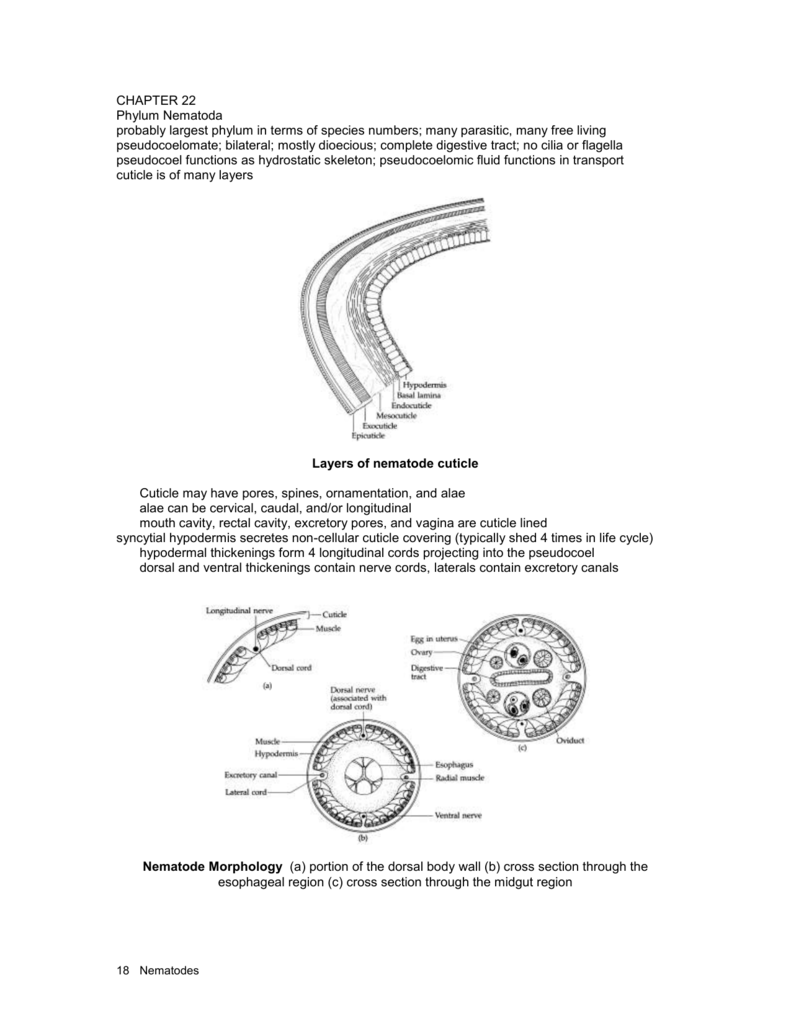 CHAPTER 22
Phylum Nematoda
probably largest phylum in terms of species numbers; many parasitic, many free living
pseudocoelomate; bilateral; mostly dioecious; complete digestive tract; no cilia or flagella
pseudocoel functions as hydrostatic skeleton; pseudocoelomic fluid functions in transport
cuticle is of many layers
Hypodermis
Basal lamina
Endocuticle
Mesocuticle
Exocuticle
Epicuticle
Layers of nematode cuticle
Cuticle may have pores, spines, ornamentation, and alae
alae can be cervical, caudal, and/or longitudinal
mouth cavity, rectal cavity, excretory pores, and vagina are cuticle lined
syncytial hypodermis secretes non-cellular cuticle covering (typically shed 4 times in life cycle)
hypodermal thickenings form 4 longitudinal cords projecting into the pseudocoel
dorsal and ventral thickenings contain nerve cords, laterals contain excretory canals
Longitudinal nerve
Cuticle
Muscle
Dorsal cord
(a)
Egg in uterus
Ovary
Digestive
tract
Oviduct
(c)
Dorsal nerve
(associated with
dorsal cord)
Muscle
Hypodermis
Excretory canal
Lateral cord
Esophagus
Radial muscle
Ventral nerve
(b)
Nematode Morphology (a) portion of the dorsal body wall (b) cross section through the
esophageal region (c) cross section through the midgut region
18 Nematodes